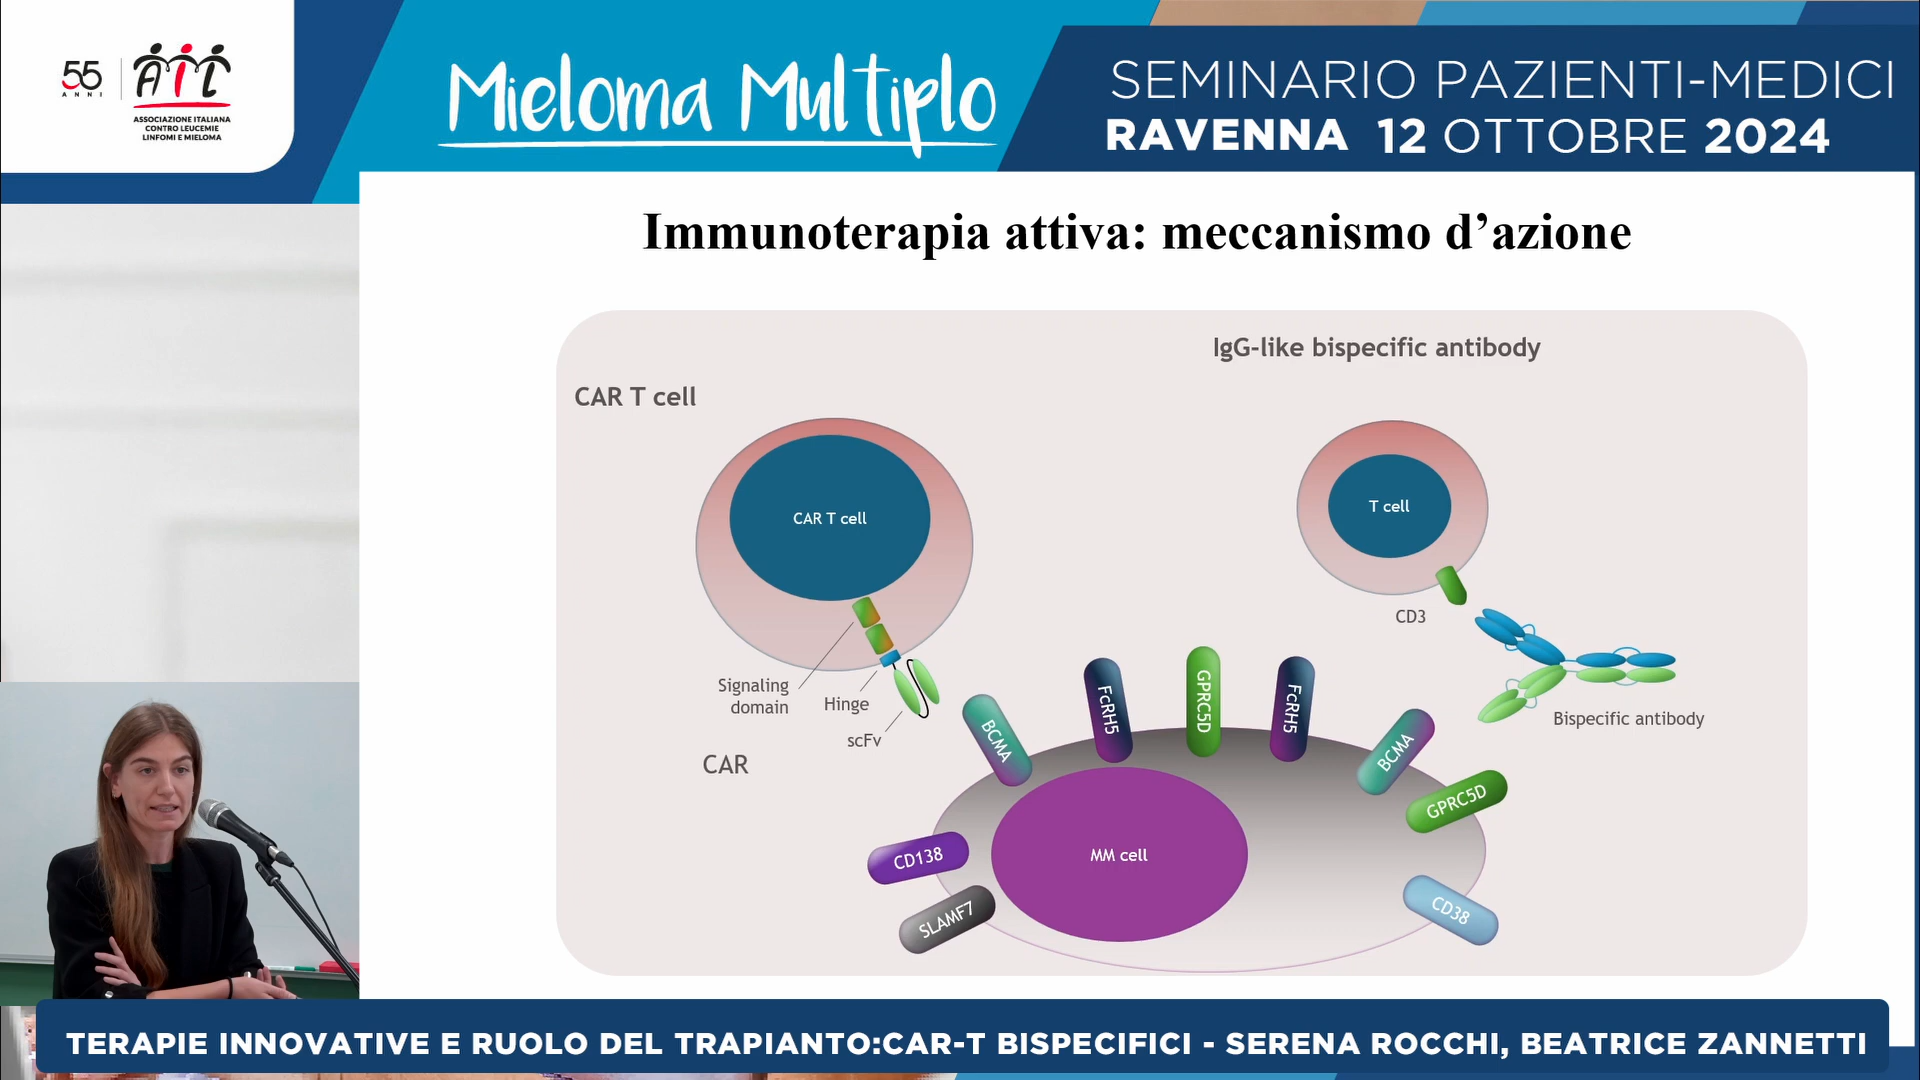 55
ANNI
AIL
ASSOCIAZIONE ITALIANA
CONTRO LEUCEMIE
LINFOMI E MIELOMA
Mieloma Multiplo
SEMINARIO PAZIENTI-MEDICI
RAVENNA 12 OTTOBRE 2024
Immunoterapia attiva: meccanismo d’azione
IgG-like bispecific antibody
CAR T cell
CAR T cell
T cell
CD3
Signaling
domain
Hinge
scFv
CAR
Bispecific antibody
BCMA
FcRH5
GPRC5D
FcRH5
BCMA
GPRC5D
CD138
MM cell
SLAMF7
CD38
TERAPIE INNOVATIVE E RUOLO DEL TRAPIANTO:CAR-T BISPECIFICI - SERENA ROCCHI, BEATRICE ZANNETTI